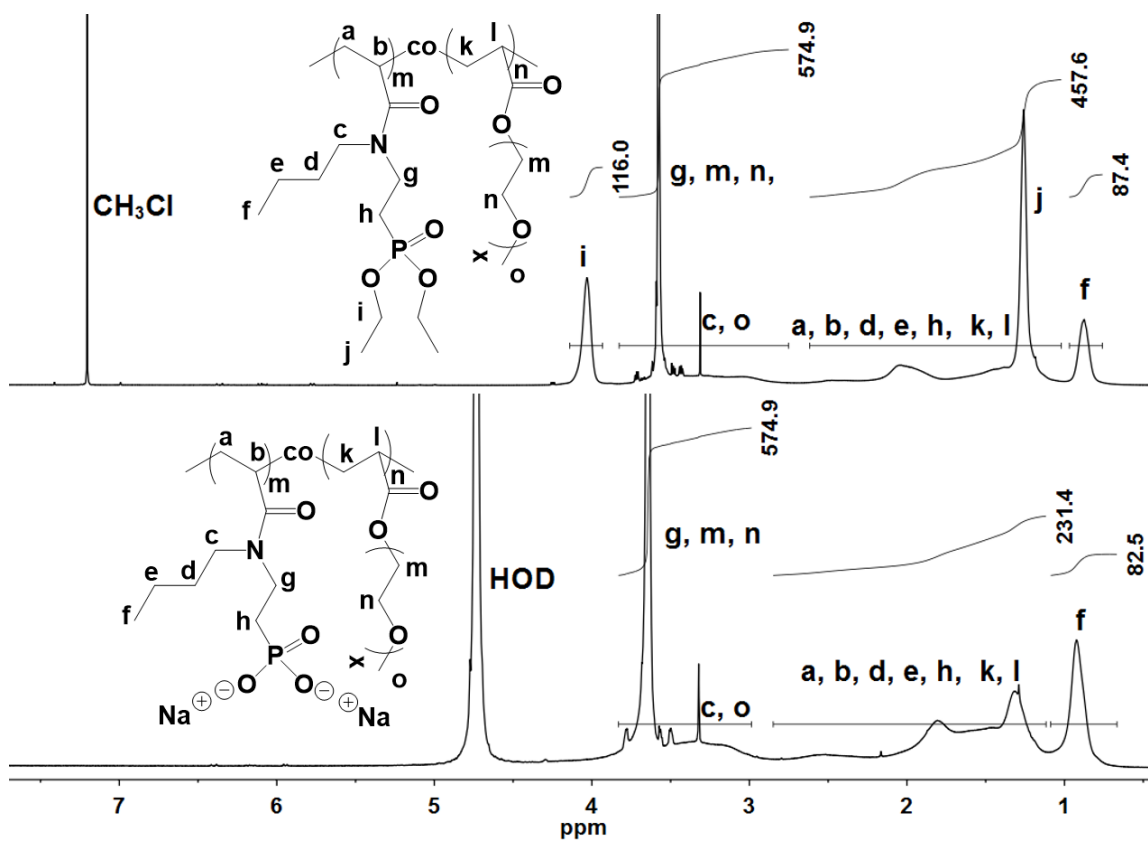 a
b
co
k
l
m
n
O
O
c
N
m
e
d
g
n
f
h
O
P
O
x
O
O
o
i
j
CH₃Cl
i
116.0
g, m, n,
574.9
c, o
a, b, d, e, h, k, l
457.6
j
87.4
f
a
b
co
k
l
m
n
O
O
c
N
m
e
d
g
n
f
h
O
P
O
x
O
O
o
Na + −
− + Na
HOD
g, m, n
574.9
c, o
a, b, d, e, h, k, l
231.4
82.5
f
7 6 5 4 3 2 1
ppm